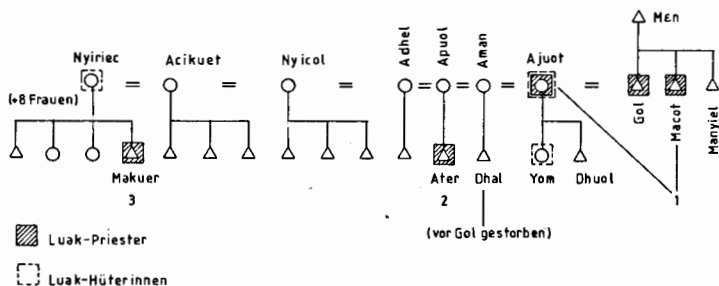 Mɛn
Nyiriec
Acikuet
Nyicol
Adhel
Apuol
Aman
Ajuot
=
=
=
=
=
=
=
(+8 Frauen)
Gol
Macot
Manyiel
Makuer
Ater
Dhal
Yom
Dhuol
3
2
1
(vor Gol gestorben)
Luak-Priester
Luak-Hüterinnen